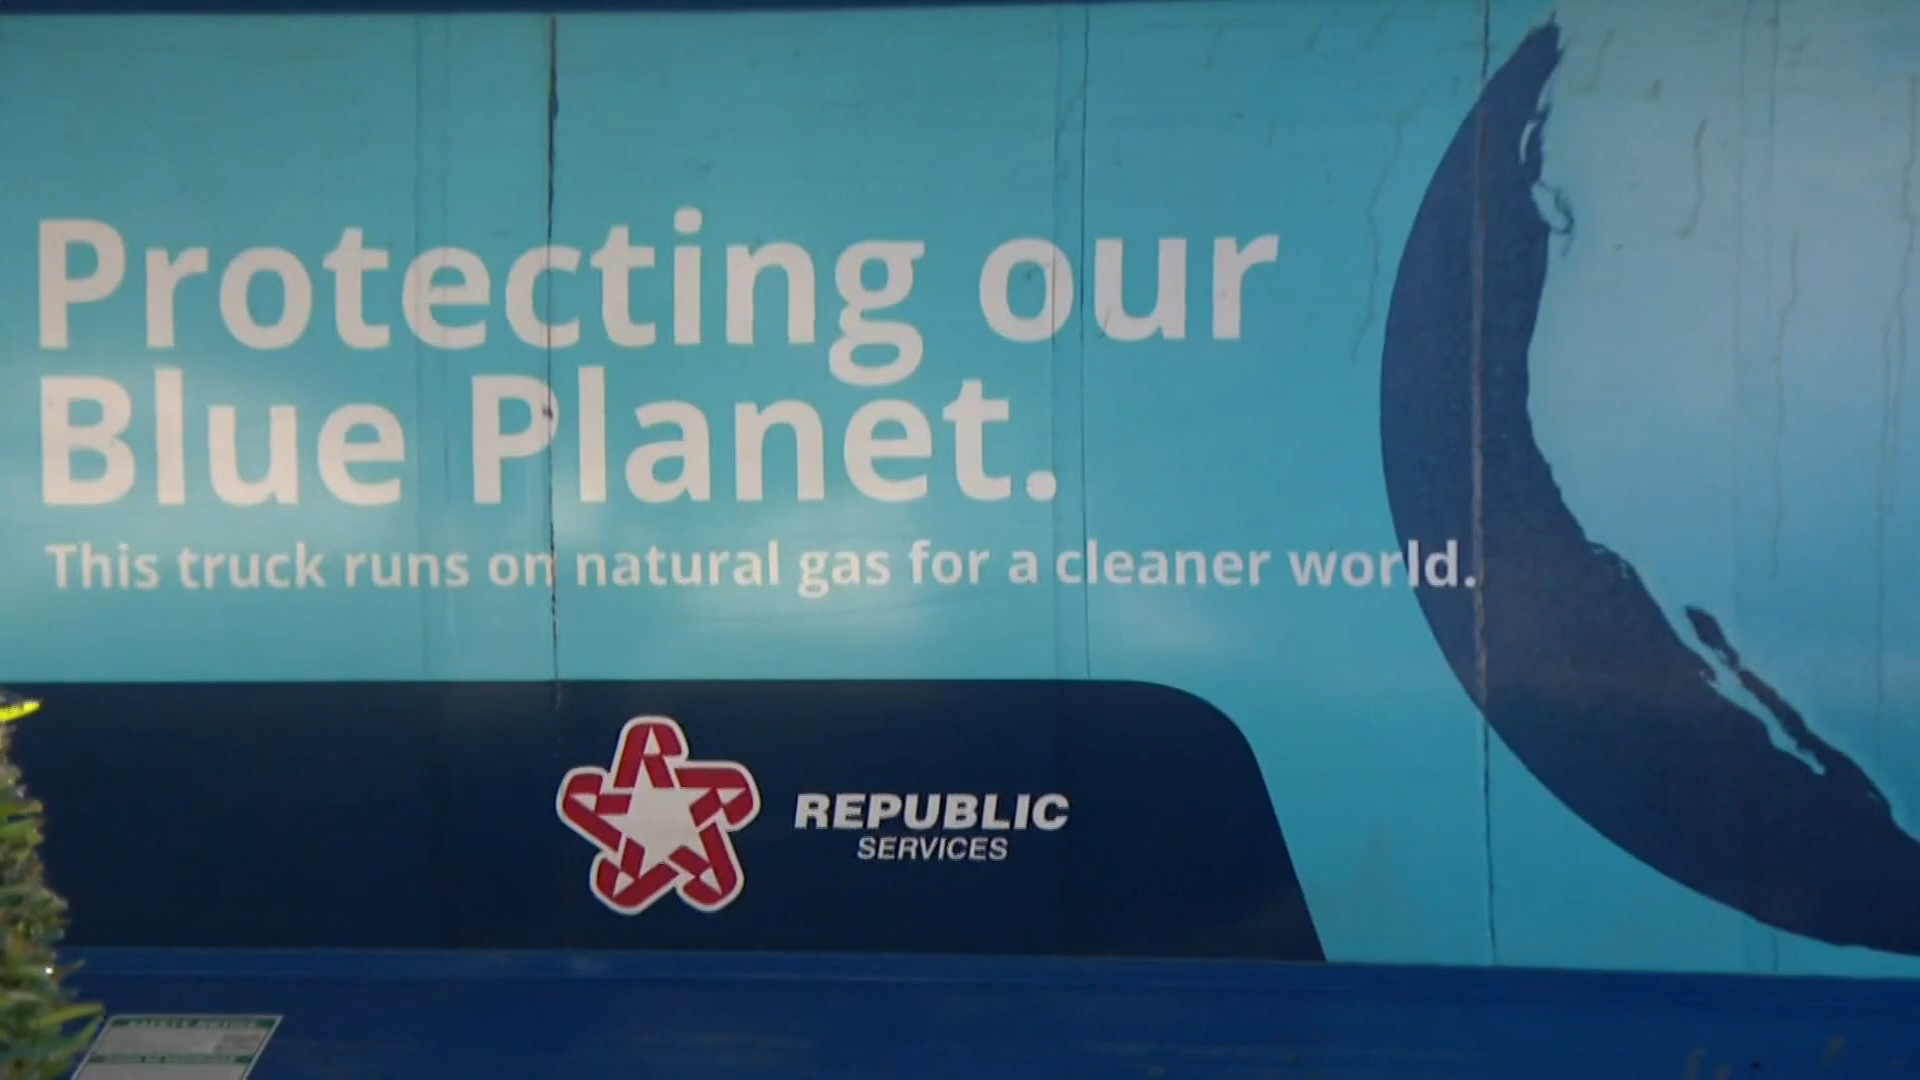 Protecting our
Blue Planet.
This truck runs on natural gas for a cleaner world.
REPUBLIC
SERVICES